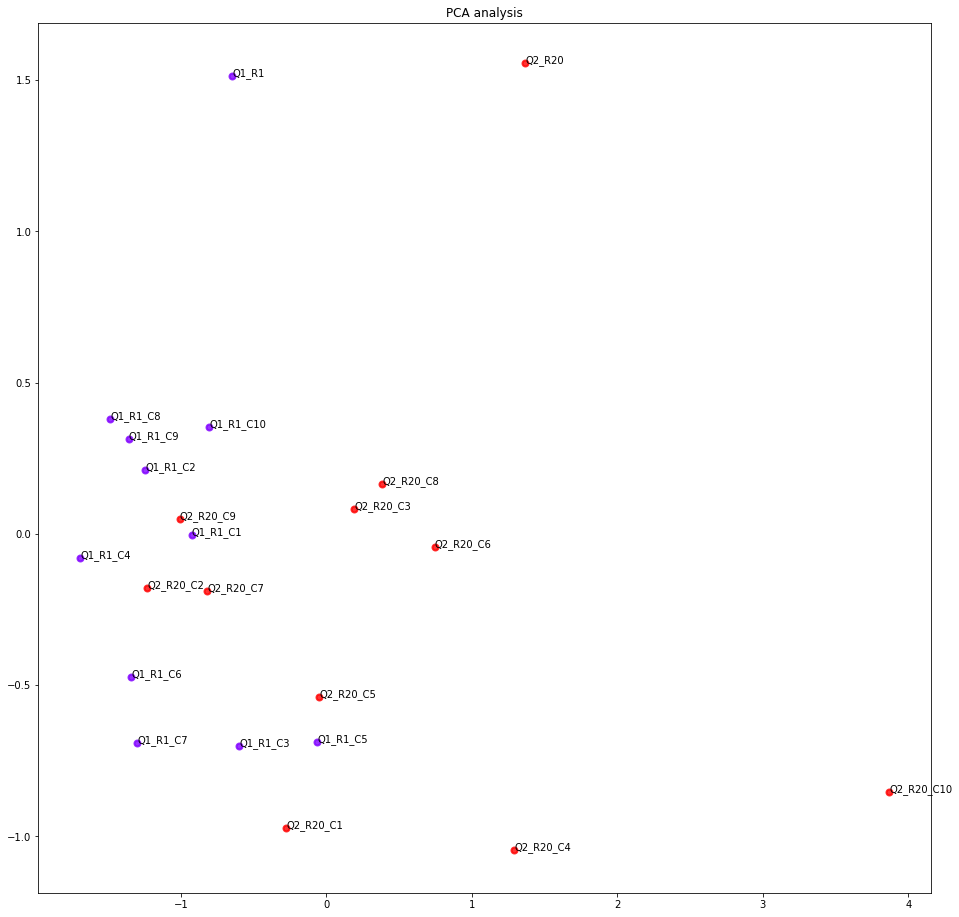 PCA analysis
Q2_R20
Q1_R1
1.5
1.0
0.5
Q1_R1_C8
Q1_R1_C10
Q1_R1_C9
Q1_R1_C2
Q2_R20_C8
Q2_R20_C3
Q2_R20_C9
Q1_R1_C1
0.0
Q2_R20_C6
Q1_R1_C4
Q2_R20_C2
Q2_R20_C7
Q1_R1_C6
−0.5
Q2_R20_C5
Q1_R1_C7
Q1_R1_C3
Q1_R1_C5
Q2_R20_C10
Q2_R20_C1
−1.0
Q2_R20_C4
−1 0 1 2 3 4